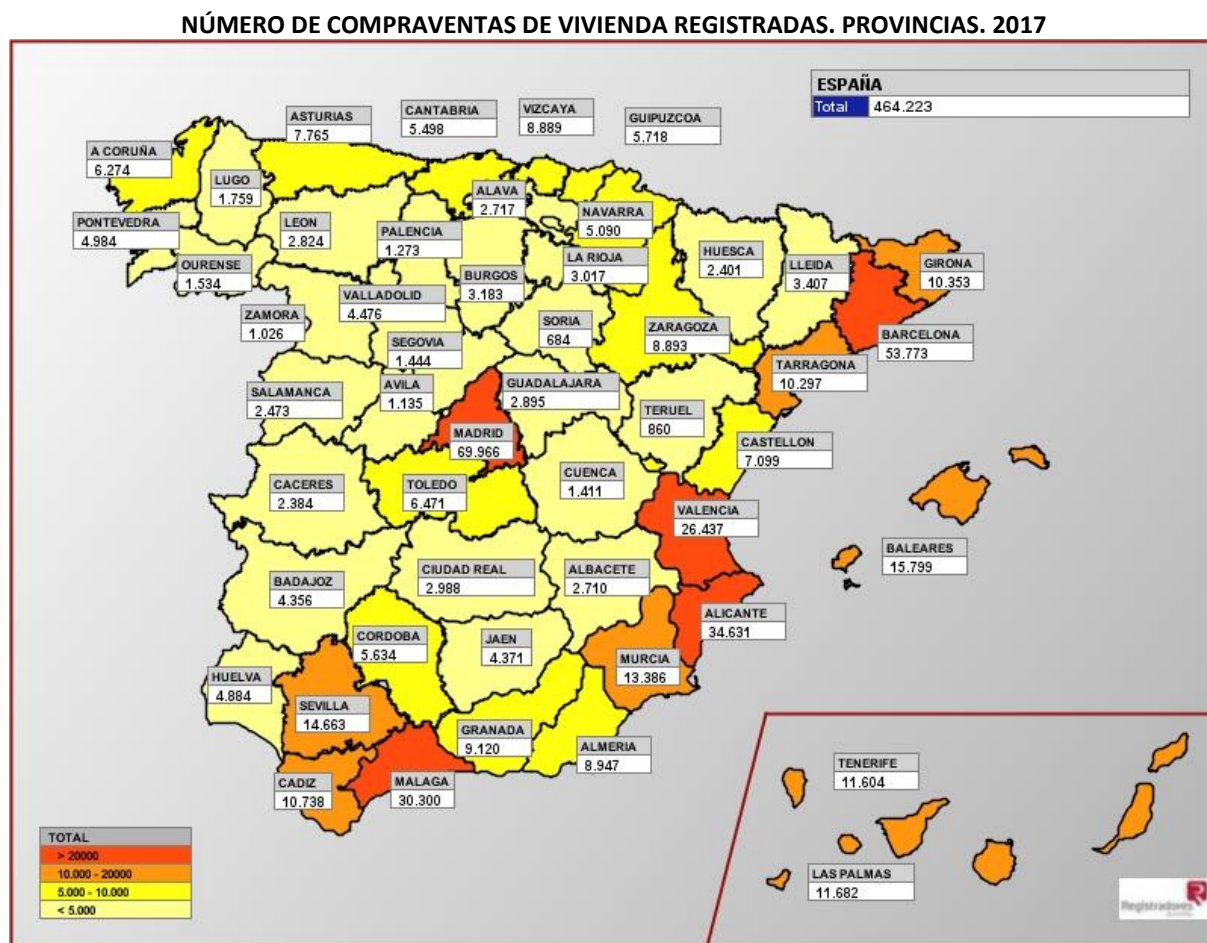 NÚMERO DE COMPRAVENTAS DE VIVIENDA REGISTRADAS. PROVINCIAS. 2017
ESPAÑA
Total 464.223
ASTURIAS
7.765
CANTABRIA
5.498
VIZCAYA
8.889
GUIPUZCOA
5.718
A CORUÑA
6.274
LUGO
1.759
ALAVA
2.717
PONTEVEDRA
4.984
LEON
2.824
PALENCIA
1.273
NAVARRA
5.090
OURENSE
1.534
BURGOS
3.183
LA RIOJA
3.017
HUESCA
2.401
LLEIDA
3.407
GIRONA
10.353
ZAMORA
1.026
VALLADOLID
4.476
SORIA
684
ZARAGOZA
8.893
BARCELONA
53.773
SEGOVIA
1.444
TARRAGONA
10.297
SALAMANCA
2.473
AVILA
1.135
GUADALAJARA
2.895
TERUEL
860
MADRID
69.966
CASTELLON
7.099
CACERES
2.384
TOLEDO
6.471
CUENCA
1.411
VALENCIA
26.437
BALEARES
15.799
BADAJOZ
4.356
CIUDAD REAL
2.988
ALBACETE
2.710
ALICANTE
34.631
CORDOBA
5.634
JAEN
4.371
MURCIA
13.386
HUELVA
4.884
SEVILLA
14.663
GRANADA
9.120
ALMERIA
8.947
CADIZ
10.738
MALAGA
30.300
TENERIFE
11.604
LAS PALMAS
11.682
TOTAL
> 20000
10.000 - 20000
5.000 - 10.000
< 5.000
Registradores